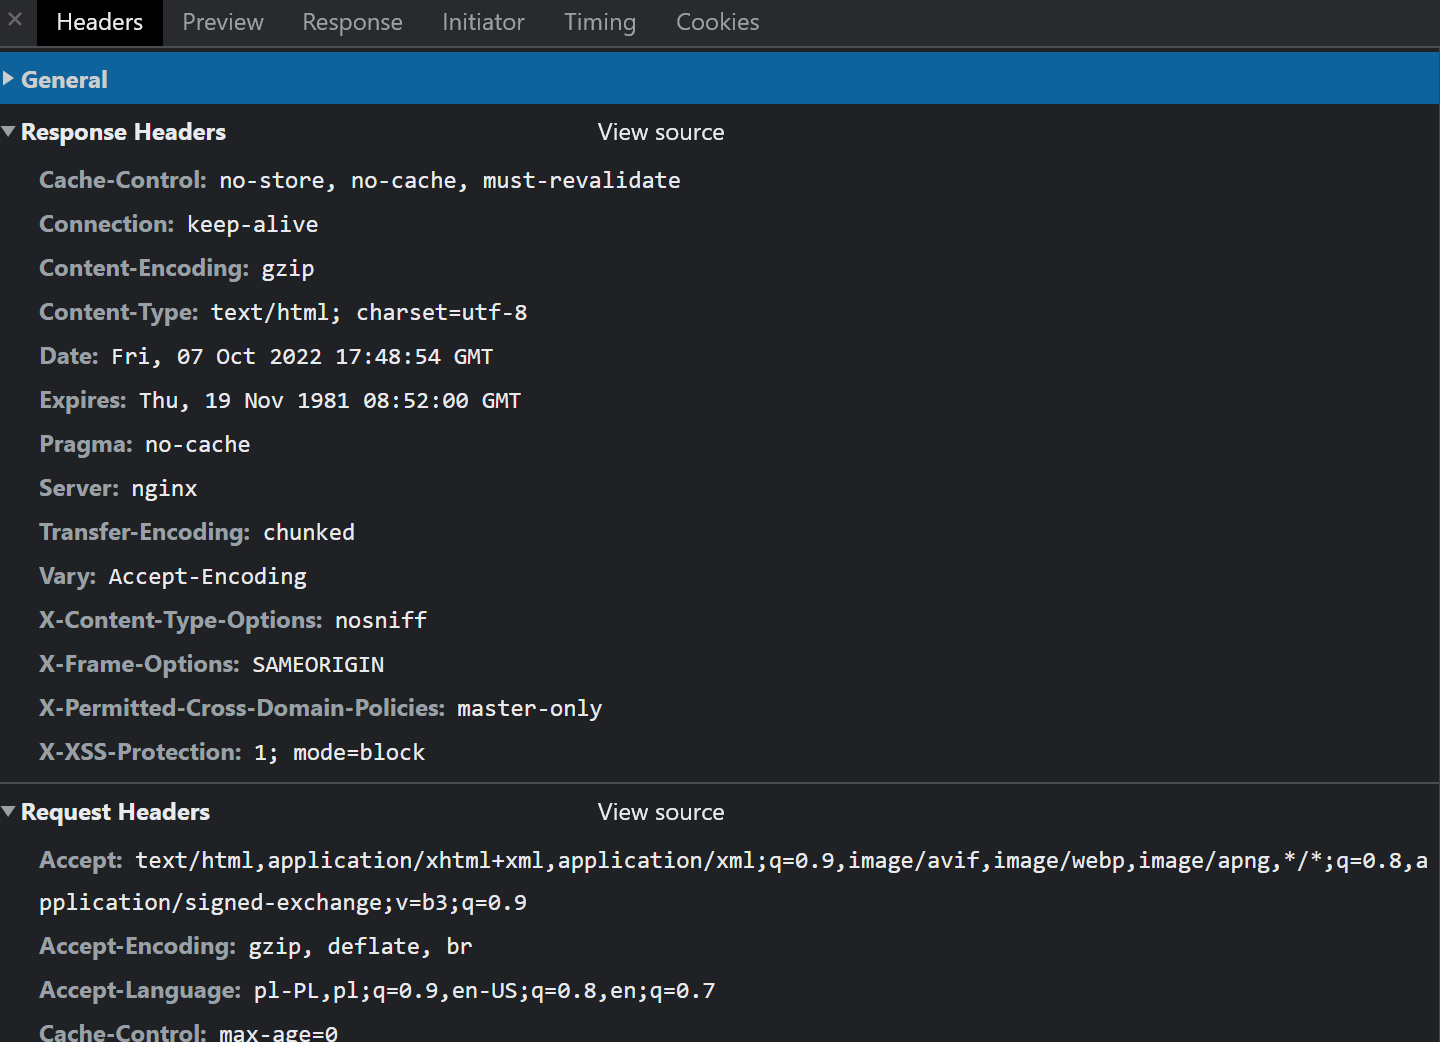 Headers Preview Response Initiator Timing Cookies
General
Response Headers View source
Cache-Control: no-store, no-cache, must-revalidate
Connection: keep-alive
Content-Encoding: gzip
Content-Type: text/html; charset=utf-8
Date: Fri, 07 Oct 2022 17:48:54 GMT
Expires: Thu, 19 Nov 1981 08:52:00 GMT
Pragma: no-cache
Server: nginx
Transfer-Encoding: chunked
Vary: Accept-Encoding
X-Content-Type-Options: nosniff
X-Frame-Options: SAMEORIGIN
X-Permitted-Cross-Domain-Policies: master-only
X-XSS-Protection: 1; mode=block
Request Headers View source
Accept: text/html,application/xhtml+xml,application/xml;q=0.9,image/avif,image/webp,image/apng,*/*;q=0.8,a
pplication/signed-exchange;v=b3;q=0.9
Accept-Encoding: gzip, deflate, br
Accept-Language: pl-PL,pl;q=0.9,en-US;q=0.8,en;q=0.7
Cache-Control: max-age=0